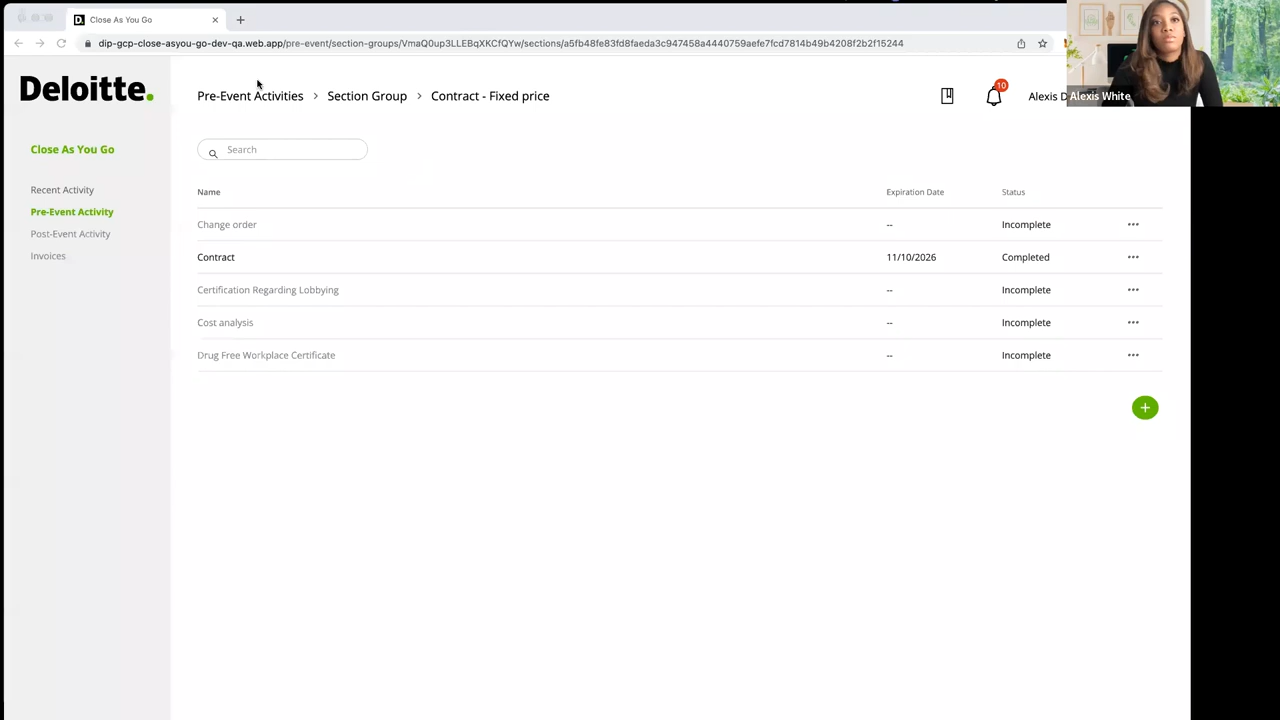 Close As You Go
dip-gcp-close-asyou-go-dev-qa.web.app/pre-event/section-groups/VmaQ0up3LLEBqXKCfQYw/sections/a5fb48fe83fd8faeda3c947458a4440759aefe7fcd7814b49b4208f2b2f15244
Deloitte.
Pre-Event Activities > Section Group > Contract - Fixed price
10
Alexis D
Alexis White
Close As You Go
Recent Activity
Pre-Event Activity
Post-Event Activity
Invoices
Search
Name Expiration Date Status
Change order -- Incomplete
Contract 11/10/2026 Completed
Certification Regarding Lobbying -- Incomplete
Cost analysis -- Incomplete
Drug Free Workplace Certificate -- Incomplete